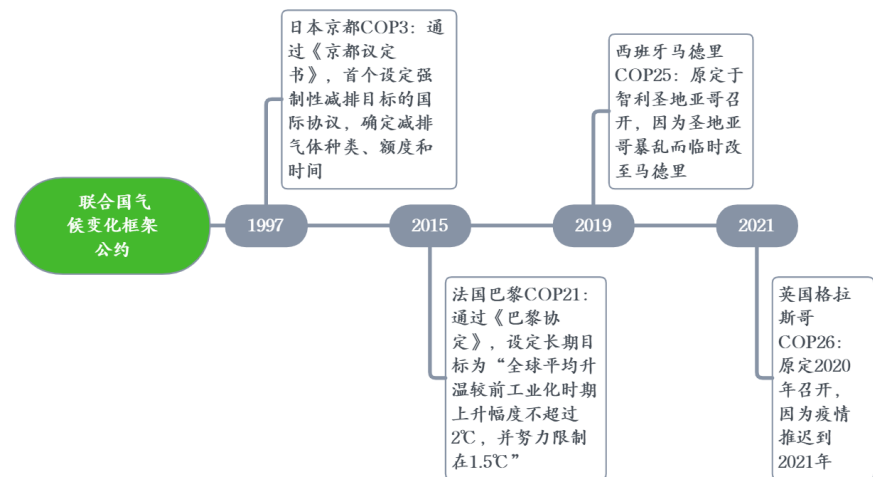 日本京都COP3：通
过《京都议定
书》，首个设定强
制性减排目标的国
际协议，确定减排
气体种类、额度和
时间
西班牙马德里
COP25：原定于
智利圣地亚哥召
开，因为圣地亚
哥暴乱而临时改
至马德里
联合国气
候变化框架
公约
1997
2015
2019
2021
法国巴黎COP21：
通过《巴黎协
定》，设定长期目
标为“全球平均升
温较前工业化时期
上升幅度不超过
2℃，并努力限制
在1.5℃”
英国格拉
斯哥
COP26：
原定2020
年召开，
因为疫情
推迟到
2021年